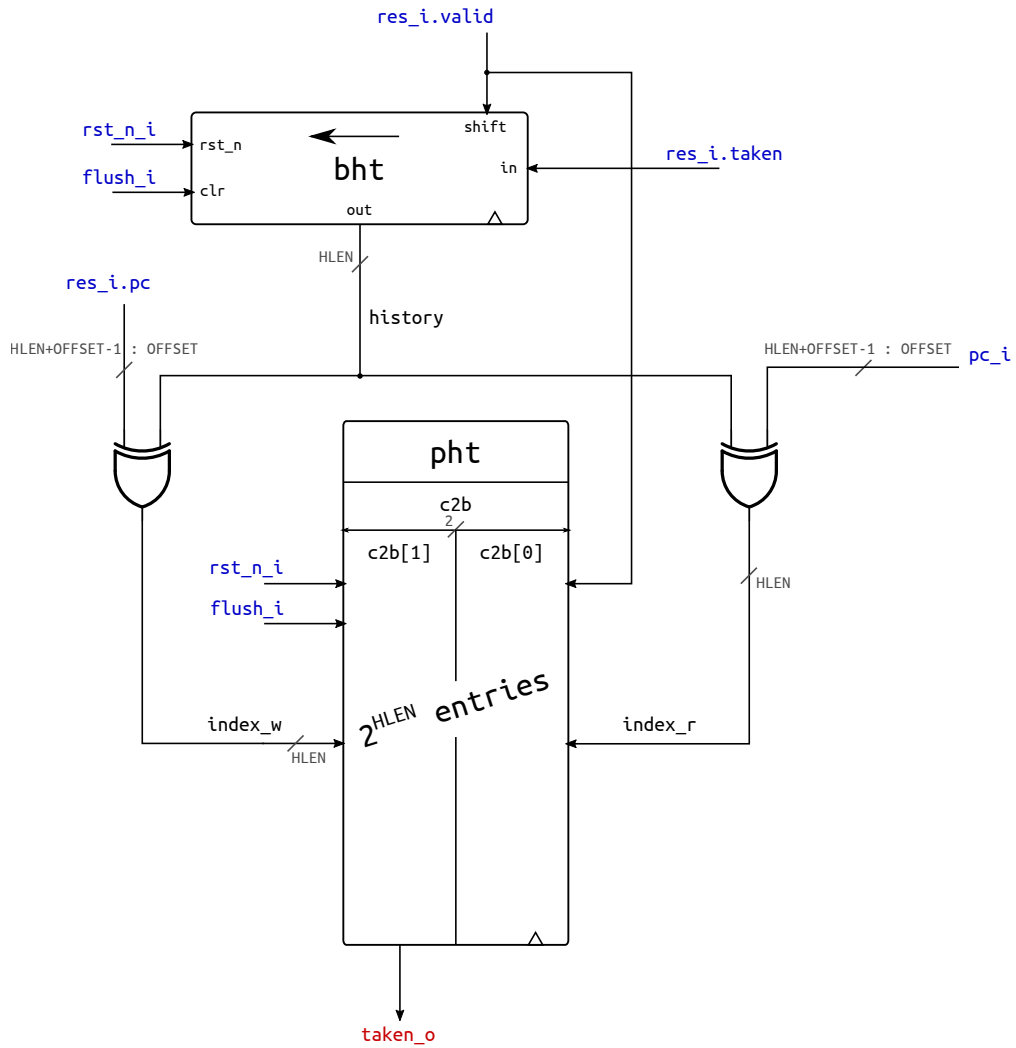 res_i.valid
shift
rst_n_i
rst_n
bht
in
res_i.taken
flush_i
clr
out
HLEN
res_i.pc
history
HLEN+OFFSET-1 : OFFSET
HLEN+OFFSET-1 : OFFSET
pc_i
pht
c2b
2
c2b[1]
c2b[0]
rst_n_i
flush_i
HLEN
2^HLEN entries
index_w
index_r
HLEN
taken_o